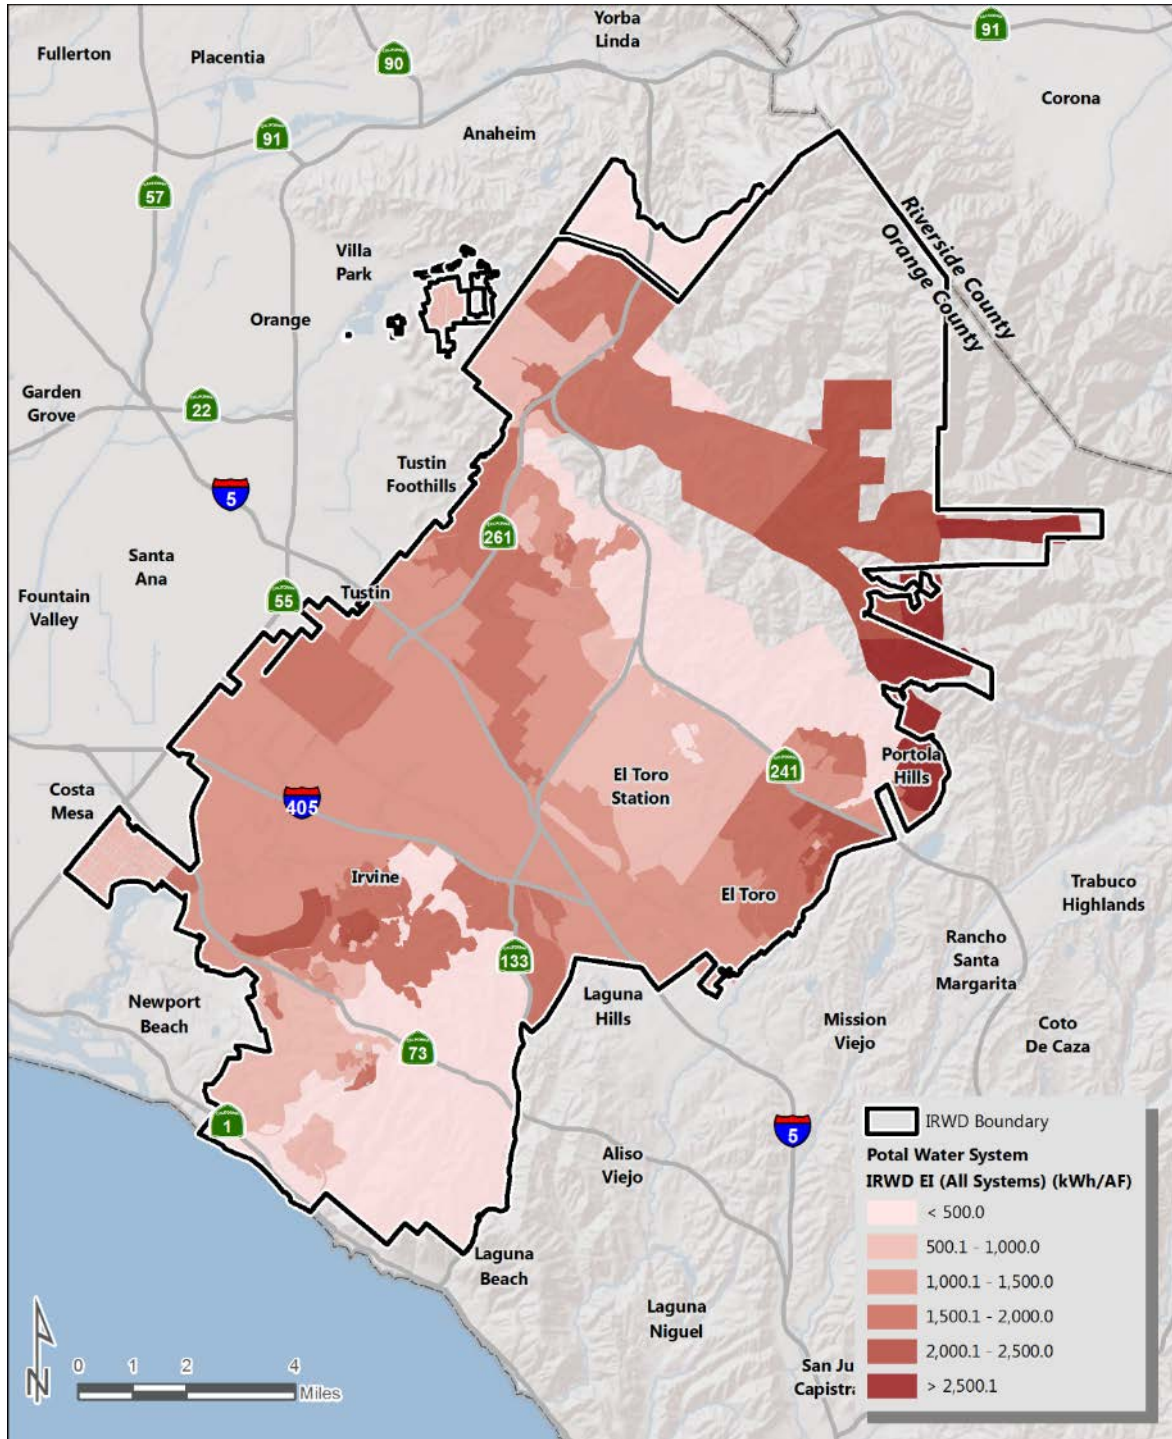 Yorba
Linda
91
Fullerton
Placentia
90
Corona
91
Anaheim
57
Riverside County
Orange County
Villa
Park
Orange
Garden
Grove
22
Tustin
Foothills
5
261
Santa
Ana
Fountain
Valley
55
Tustin
Costa
Mesa
405
El Toro
Station
241
Portola
Hills
Irvine
El Toro
Trabuco
Highlands
133
Rancho
Santa
Margarita
Newport
Beach
Laguna
Hills
Mission
Viejo
Coto
De Caza
73
1
5
Aliso
Viejo
Laguna
Beach
Laguna
Niguel
San Ju
Capistra
IRWD Boundary
Potal Water System
IRWD EI (All Systems) (kWh/AF)
< 500.0
500.1 - 1,000.0
1,000.1 - 1,500.0
1,500.1 - 2,000.0
2,000.1 - 2,500.0
> 2,500.1
N
0 1 2 4
Miles